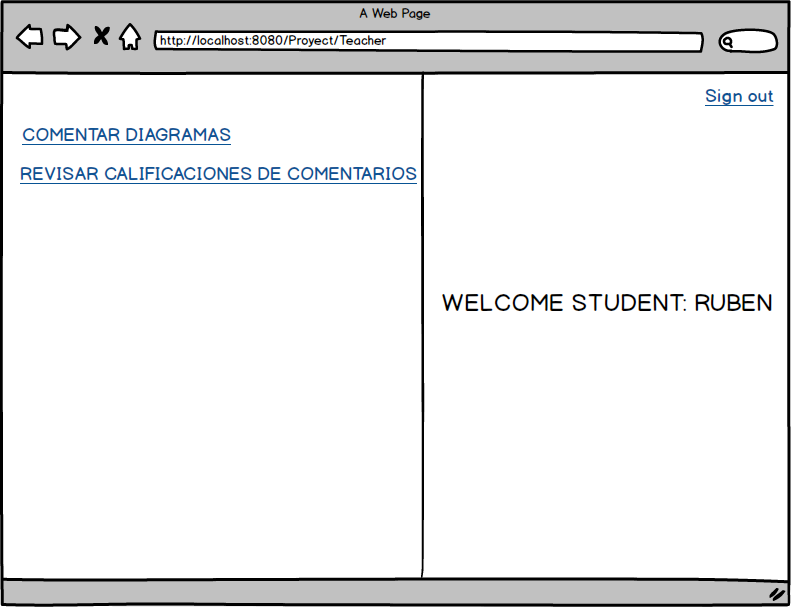 A Web Page
http://localhost:8080/Proyect/Teacher
Sign out
COMENTAR DIAGRAMAS
REVISAR CALIFICACIONES DE COMENTARIOS
WELCOME STUDENT: RUBEN